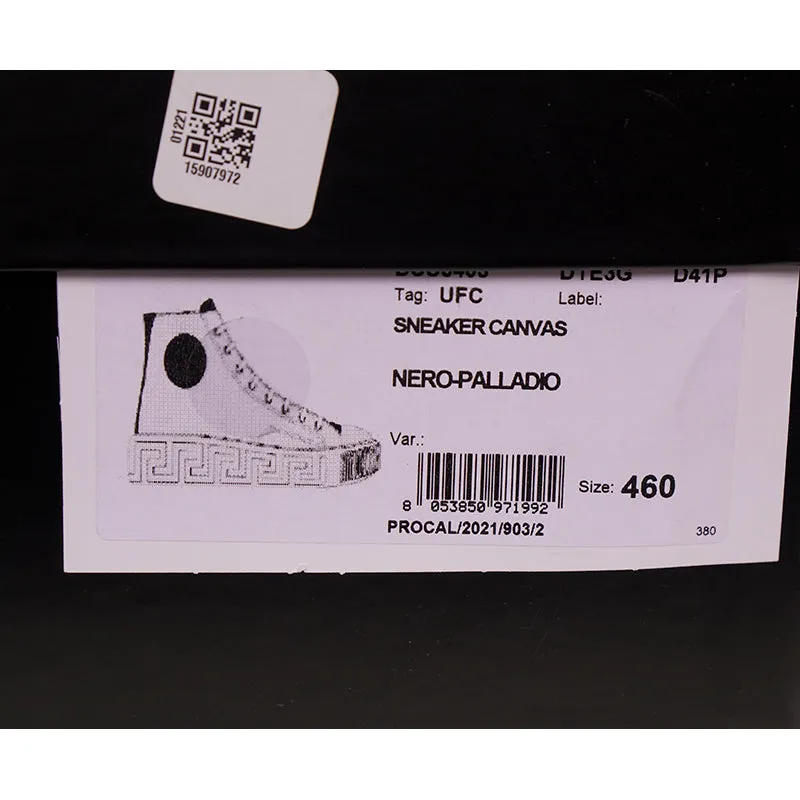 01221
15907972
D41P
Tag: UFC Label:
SNEAKER CANVAS
NERO-PALLADIO
Var.:
8 053850 971992
Size: 460
PROCAL/2021/903/2
380